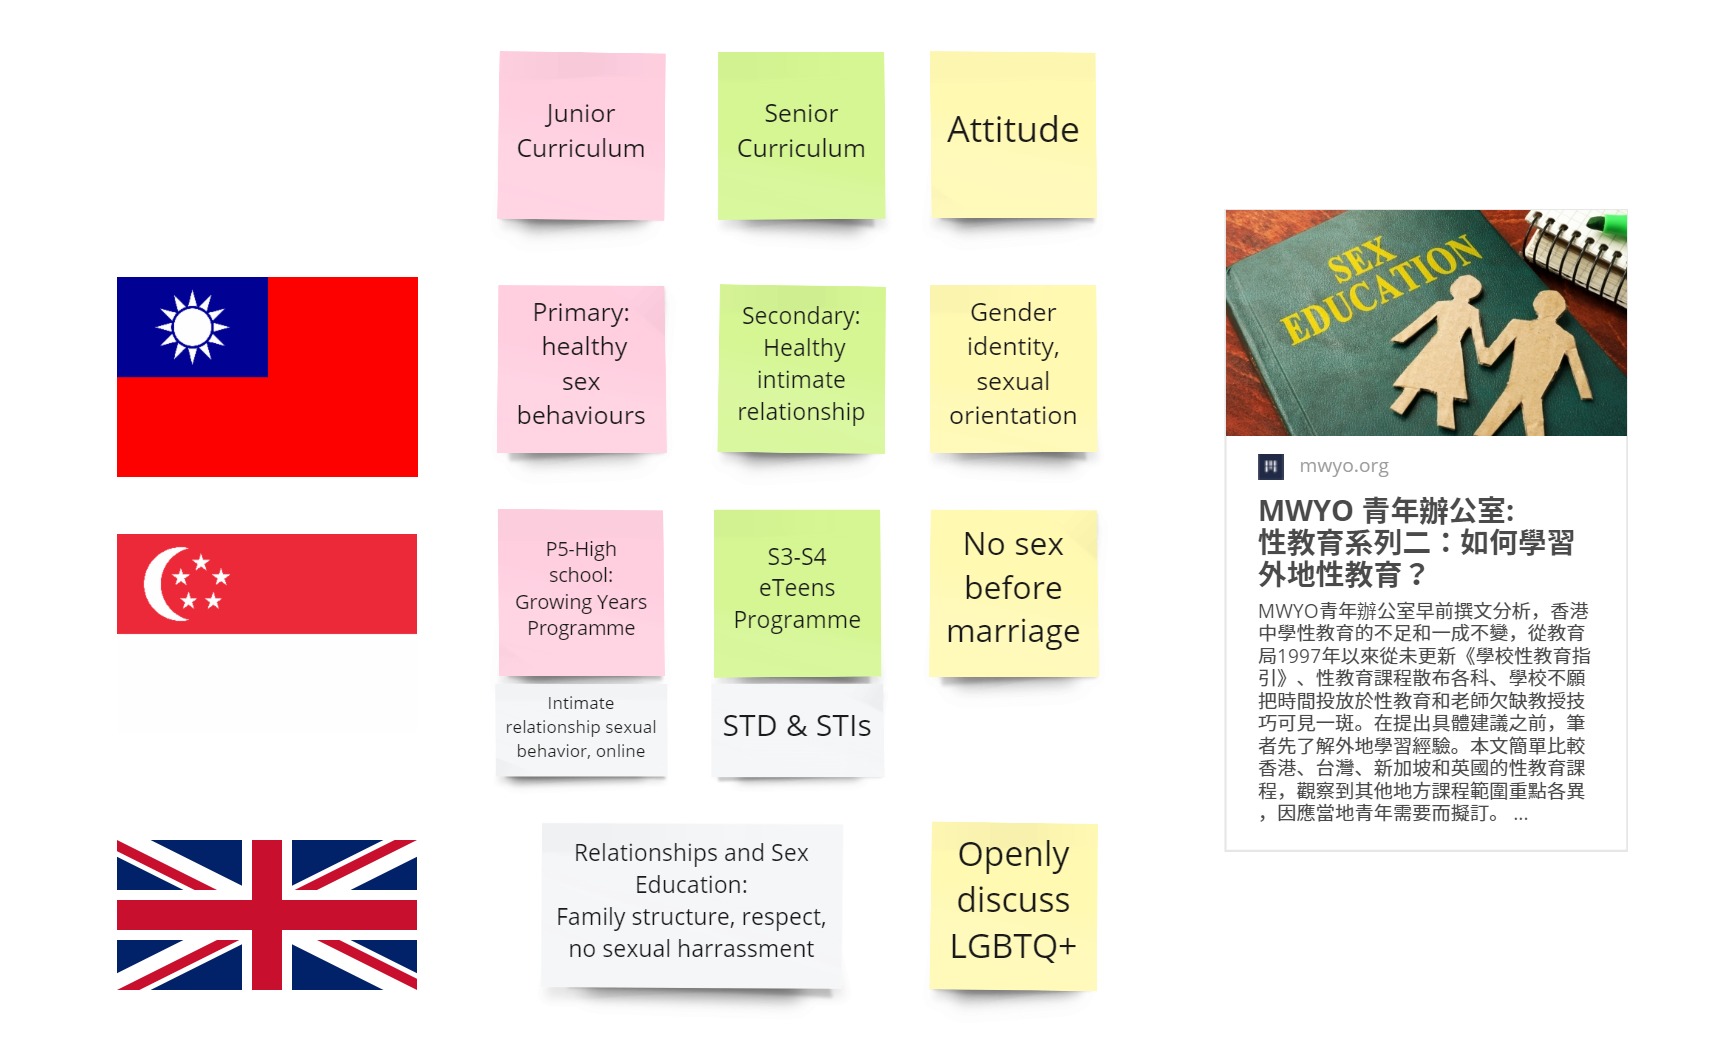 Junior
Curriculum
Senior
Curriculum
Attitude
Primary:
healthy
sex
behaviours
Secondary:
Healthy
intimate
relationship
Gender
identity,
sexual
orientation
P5-High
school:
Growing Years
Programme
S3-S4
eTeens
Programme
No sex
before
marriage
Intimate
relationship sexual
behavior, online
STD & STIs
Relationships and Sex
Education:
Family structure, respect,
no sexual harrassment
Openly
discuss
LGBTQ+
SEX
EDUCATION
mwyo.org
MWYO 青年辦公室:
性教育系列二：如何學習
外地性教育？
MWYO青年辦公室早前撰文分析，香港
中學性教育的不足和一成不變，從教育
局1997年以來從未更新《學校性教育指
引》、性教育課程散布各科、學校不願
把時間投放於性教育和老師欠缺教授技
巧可見一斑。在提出具體建議之前，筆
者先了解外地學習經驗。本文簡單比較
香港、台灣、新加坡和英國的性教育課
程，觀察到其他地方課程範圍重點各異
，因應當地青年需要而擬訂。 ...